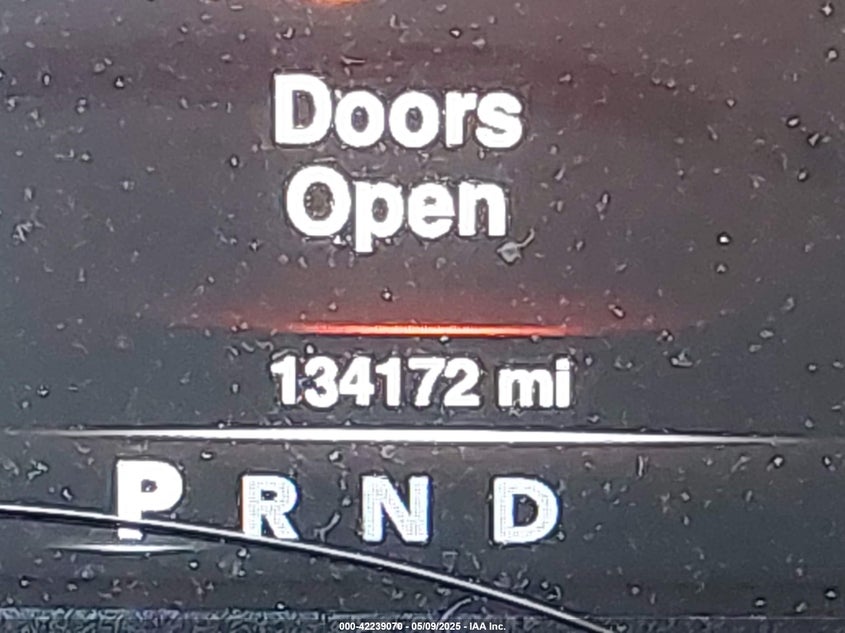 Doors
Open
134172 mi
P R N D
000-42239070 - 05/09/2025 - IAA Inc.